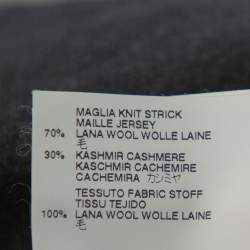 MAGLIA KNIT STRICK
MAILLE JERSEY
70% LANA WOOL WOLLE LAINE
毛
30% KASHMIR CASHMERE
KASCHMIR CACHEMIRE
CACHEMIRA カシミヤ
TESSUTO FABRIC STOFF
TISSU TEJIDO
100% LANA WOOL WOLLE LAINE
毛